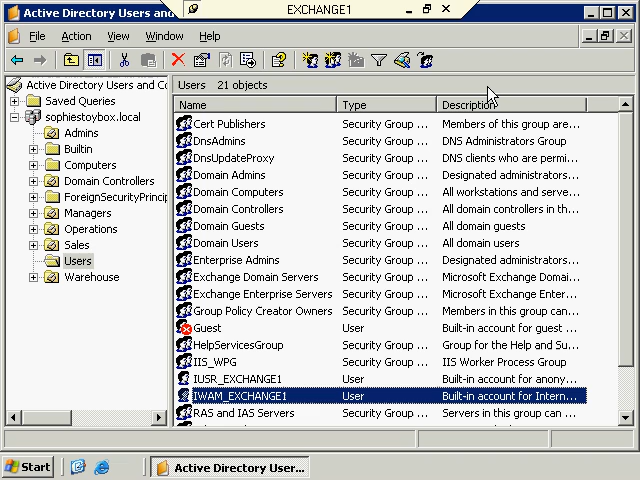 EXCHANGE1
Active Directory Users and
File Action View Window Help
Active Directory Users and Co
Saved Queries
sophiestoybox.local
Admins
Builtin
Computers
Domain Controllers
ForeignSecurityPrincip
Managers
Operations
Sales
Users
Warehouse
Users 21 objects
Name Type Description
Cert Publishers Security Group ... Members of this group are...
DnsAdmins Security Group ... DNS Administrators Group
DnsUpdateProxy Security Group ... DNS clients who are permi...
Domain Admins Security Group ... Designated administrators...
Domain Computers Security Group ... All workstations and serve...
Domain Controllers Security Group ... All domain controllers in th...
Domain Guests Security Group ... All domain guests
Domain Users Security Group ... All domain users
Enterprise Admins Security Group ... Designated administrators...
Exchange Domain Servers Security Group ... Microsoft Exchange Domai...
Exchange Enterprise Servers Security Group ... Microsoft Exchange Enter...
Group Policy Creator Owners Security Group ... Members in this group can...
Guest User Built-in account for guest ...
HelpServicesGroup Security Group ... Group for the Help and Su...
IIS_WPG Security Group ... IIS Worker Process Group
IUSR_EXCHANGE1 User Built-in account for anony...
IWAM_EXCHANGE1 User Built-in account for Intern...
RAS and IAS Servers Security Group ... Servers in this group can ...
Start Active Directory User...